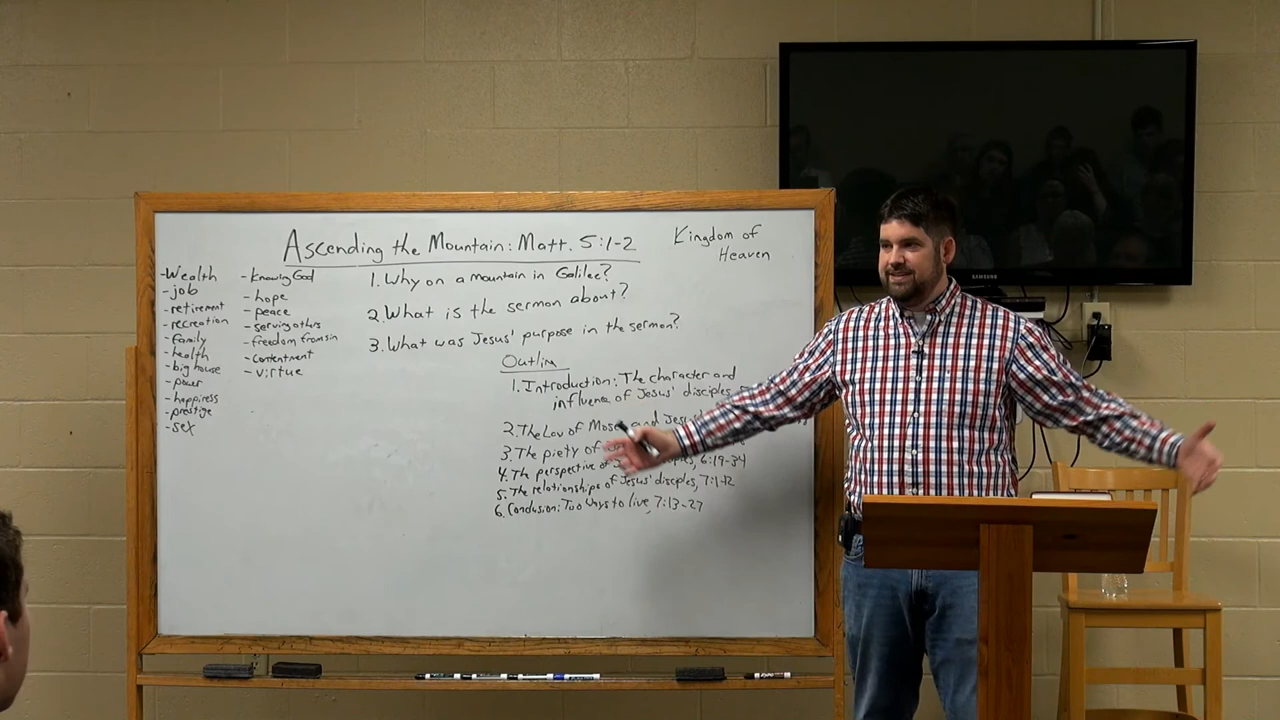 Ascending the Mountain: Matt. 5:1-2
Kingdom of
Heaven
-Wealth
-job
-retirement
-recreation
-family
-health
-big house
-power
-happiness
-prestige
-sex
-Knowing God
-hope
-peace
-serving others
-freedom from sin
-contentment
-virtue
1. Why on a mountain in Galilee?
2. What is the sermon about?
3. What was Jesus' purpose in the sermon?
Outline
1. Introduction: The character and
influence of Jesus' disciples
2. The Law of Moses and
3. The piety of
4. The perspective of 6:19-34
5. The relationships of Jesus' disciples, 7:1-12
6. Conclusion: Two ways to live, 7:13-27
SAMSUNG